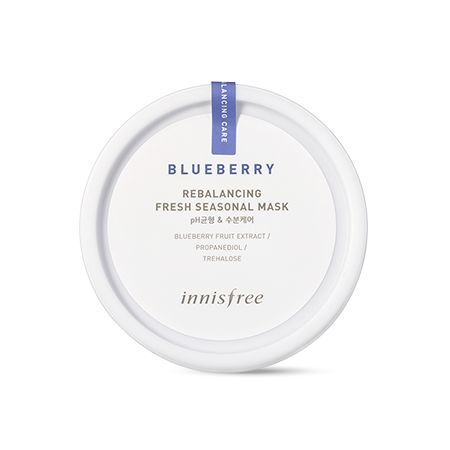 LANCING CARE
BLUEBERRY
REBALANCING
FRESH SEASONAL MASK
pH균형 & 수분케어
BLUEBERRY FRUIT EXTRACT /
PROPANEDIOL /
TREHALOSE
innisfree